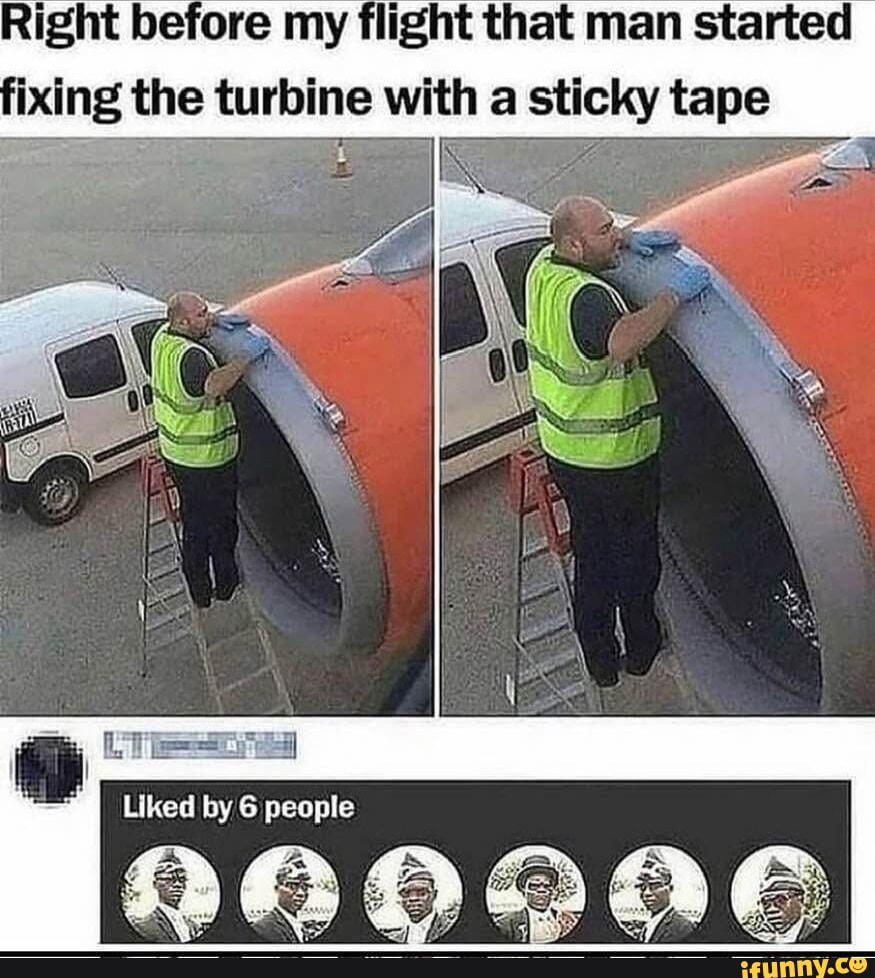 Right before my flight that man started
fixing the turbine with a sticky tape
Liked by 6 people
ifunny.co